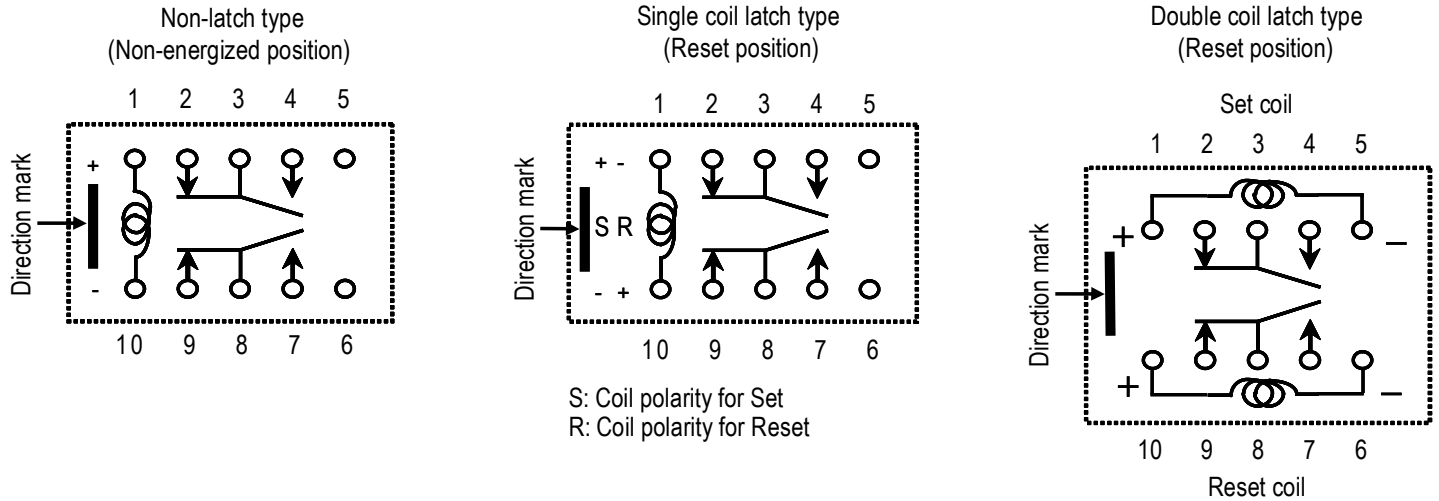 Non-latch type
(Non-energized position)
1 2 3 4 5
Direction mark
+
-
10 9 8 7 6
Single coil latch type
(Reset position)
1 2 3 4 5
Direction mark
+ -
S R
- +
10 9 8 7 6
S: Coil polarity for Set
R: Coil polarity for Reset
Double coil latch type
(Reset position)
Set coil
1 2 3 4 5
Direction mark
+ –
+ –
10 9 8 7 6
Reset coil